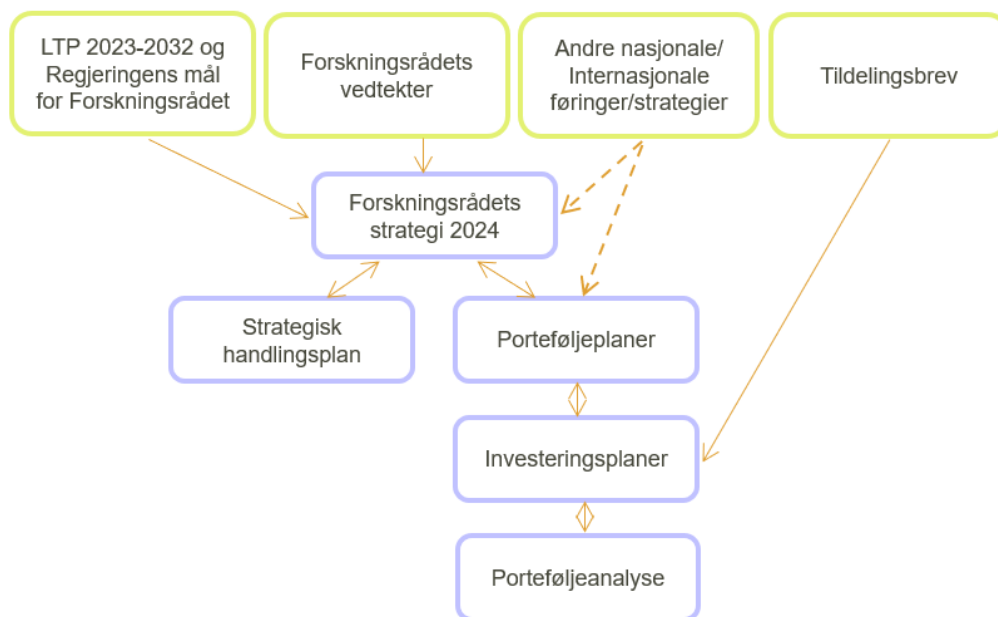 LTP 2023-2032 og
Regjeringens mål
for Forskningsrådet
Forskningsrådets
vedtekter
Andre nasjonale/
Internasjonale
føringer/strategier
Tildelingsbrev
Forskningsrådets
strategi 2024
Strategisk
handlingsplan
Porteføljeplaner
Investeringsplaner
Porteføljeanalyse